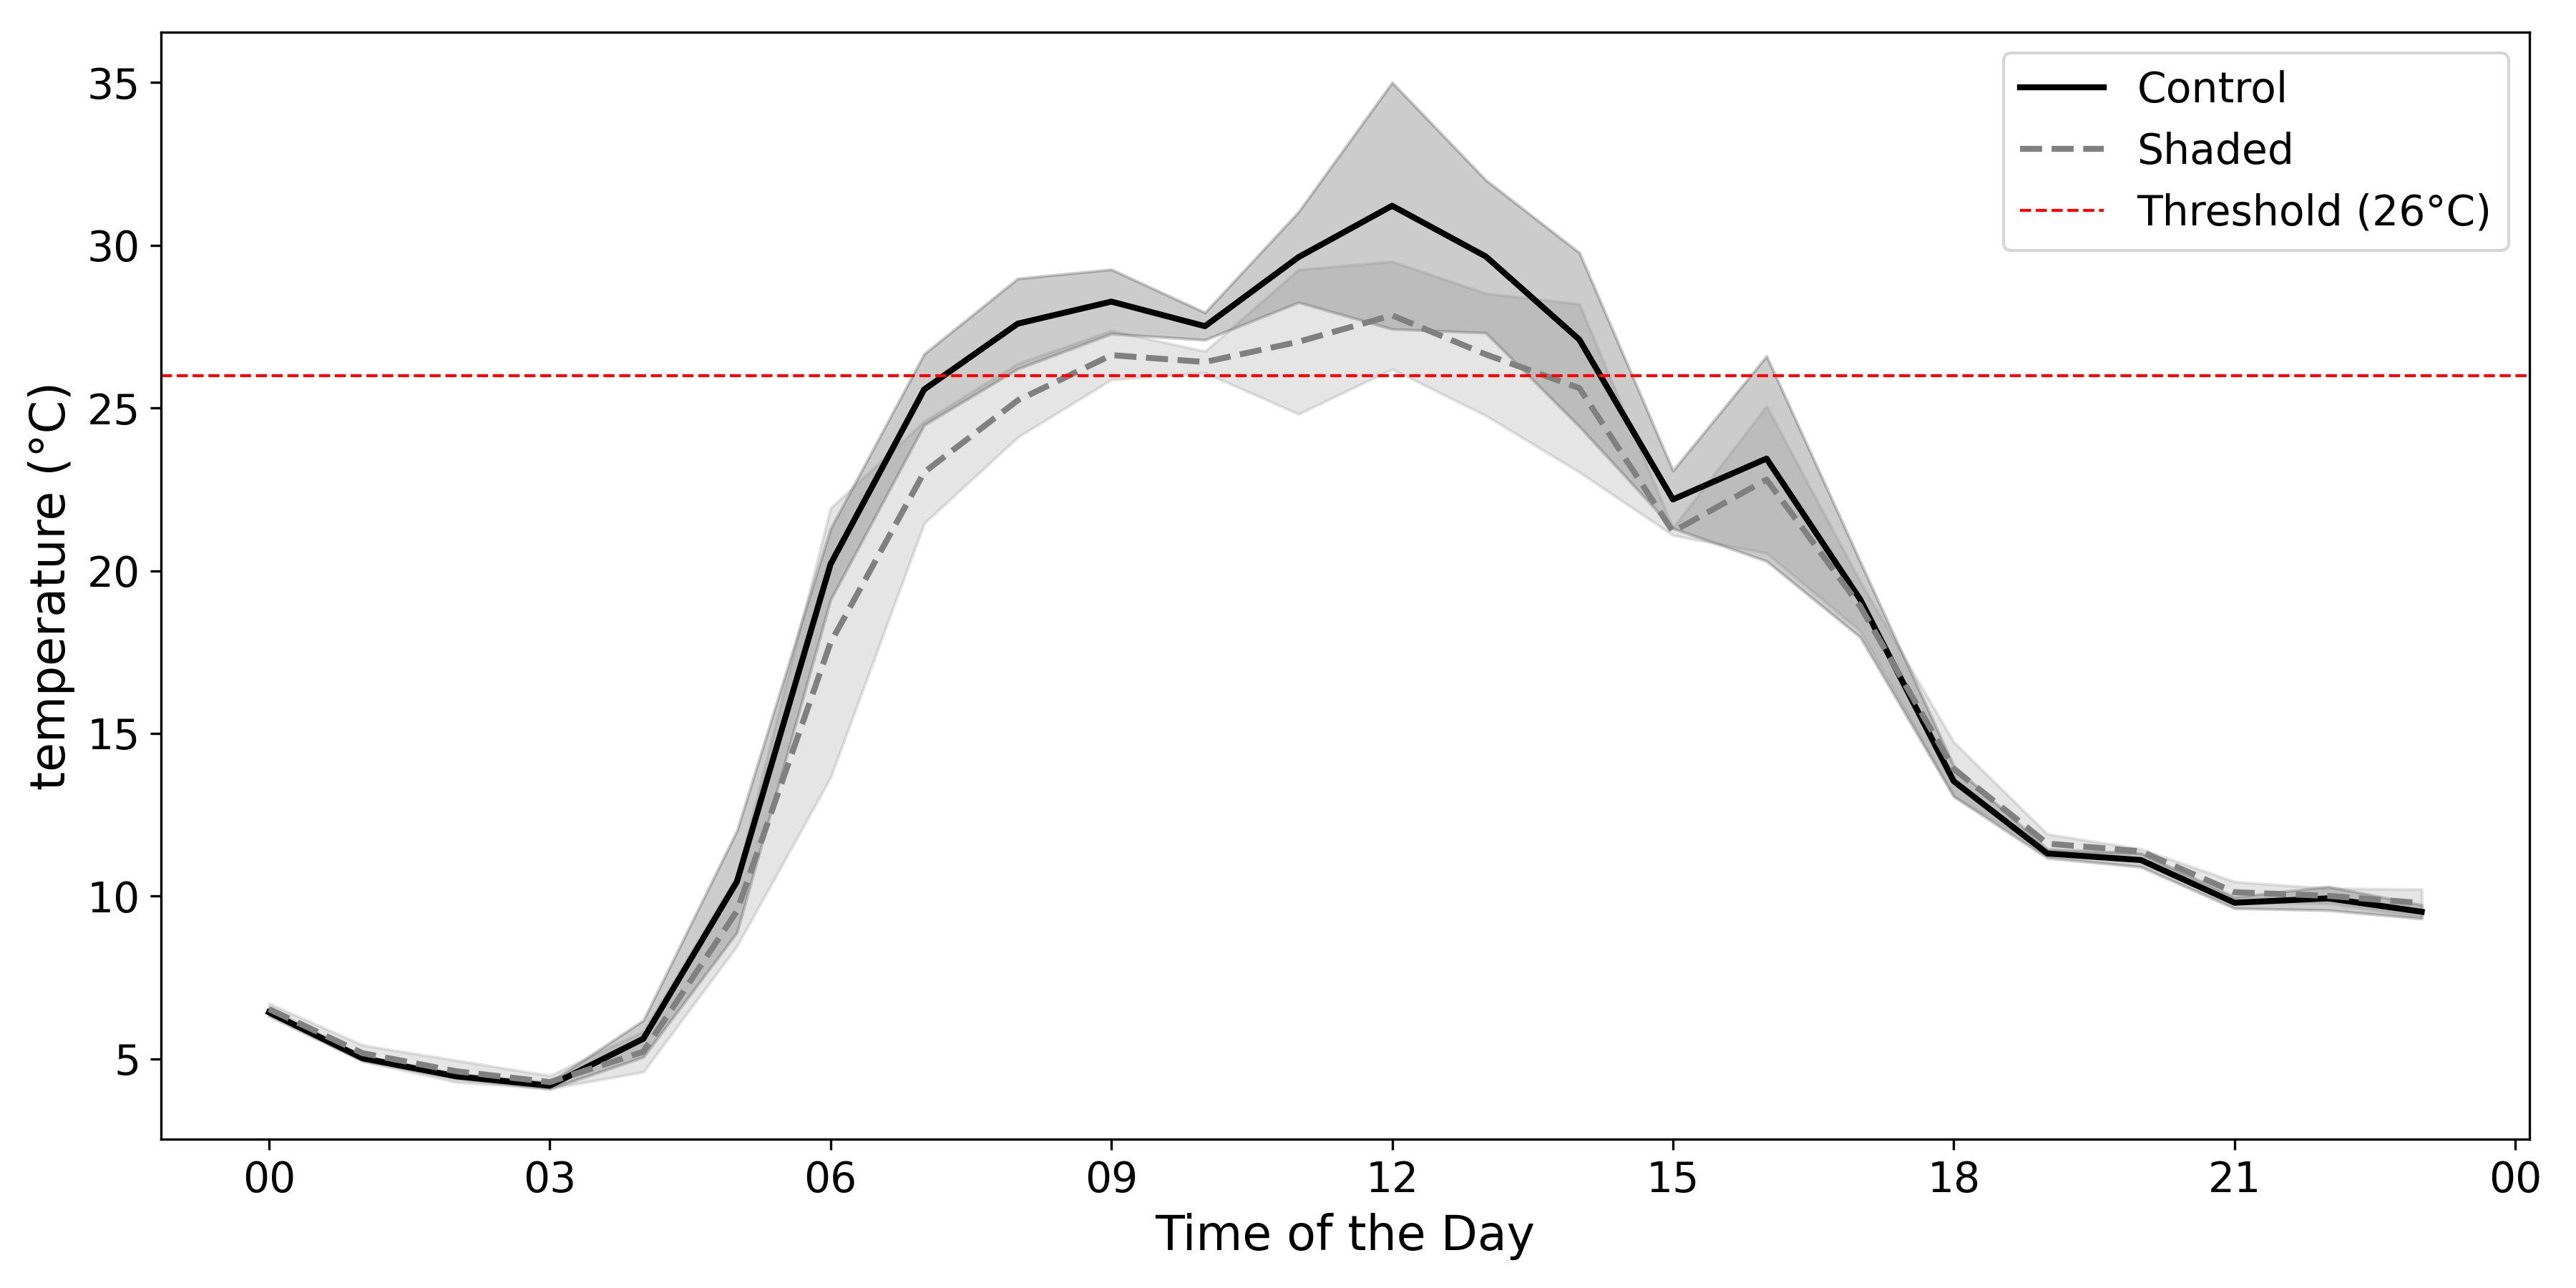 35
30
25
20
15
10
5
temperature (°C)
Control
Shaded
Threshold (26°C)
00 03 06 09 12 15 18 21 00
Time of the Day